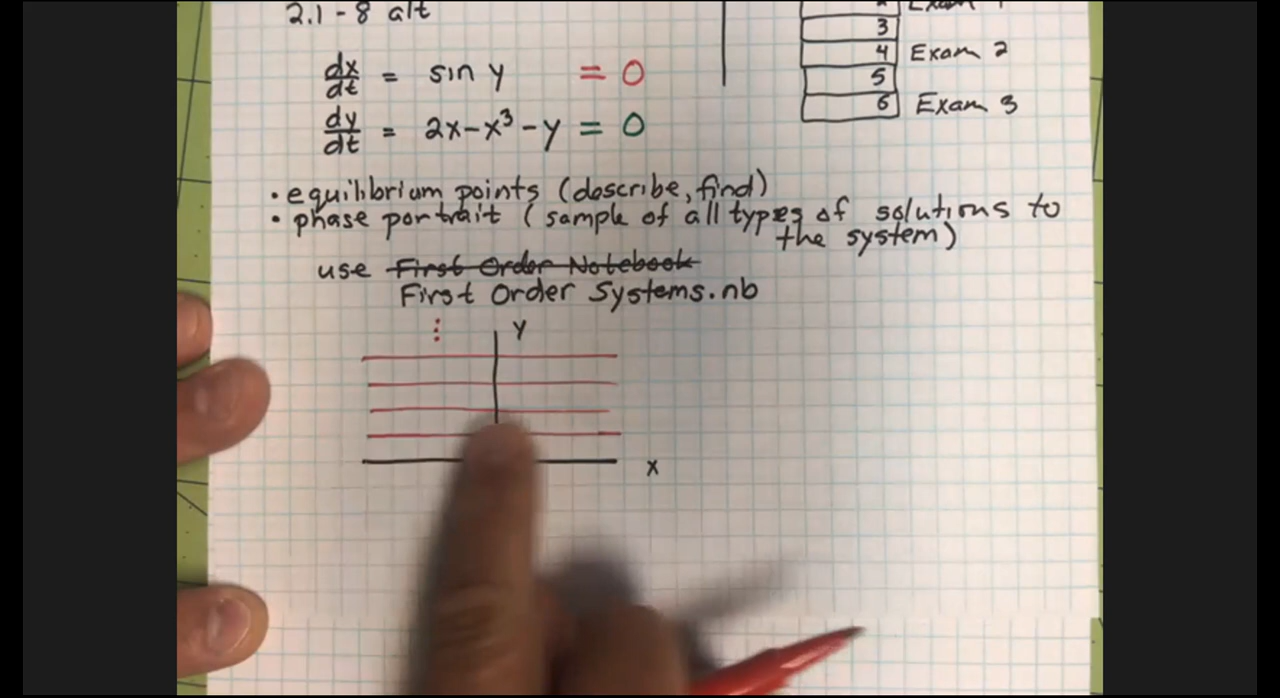 2.1 - 8 alt
dx/dt = sin y = 0
dy/dt = 2x-x³-y = 0
• equilibrium points (describe, find)
• phase portrait (sample of all types of solutions to
the system)
use First Order Notebook
First Order Systems.nb
⋮
y
x
3
4 Exam 2
5
6 Exam 3